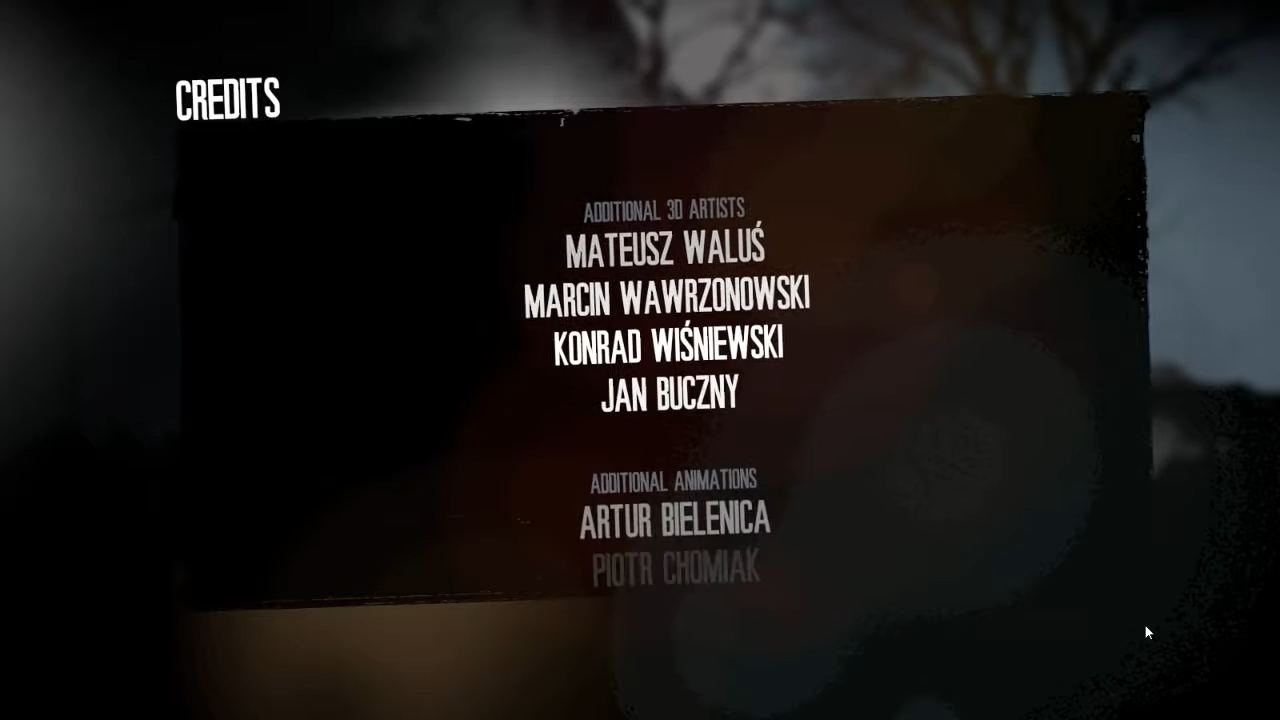 CREDITS
ADDITIONAL 3D ARTISTS
MATEUSZ WALUŚ
MARCIN WAWRZONOWSKI
KONRAD WIŚNIEWSKI
JAN BUCZNY
ADDITIONAL ANIMATIONS
ARTUR BIELENICA
PIOTR CHOMIAK